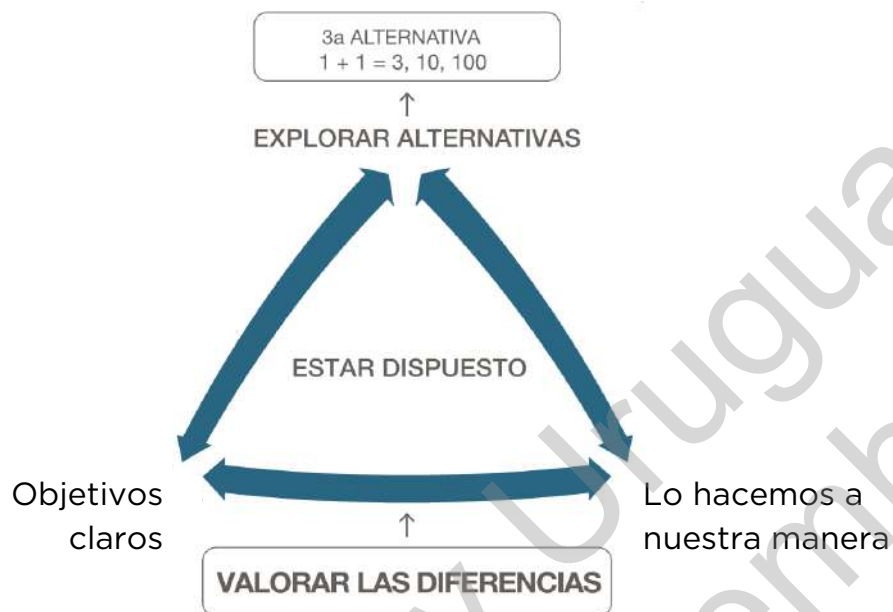 3a ALTERNATIVA
1 + 1 = 3, 10, 100
EXPLORAR ALTERNATIVAS
ESTAR DISPUESTO
Objetivos
claros
Lo hacemos a
nuestra manera
VALORAR LAS DIFERENCIAS